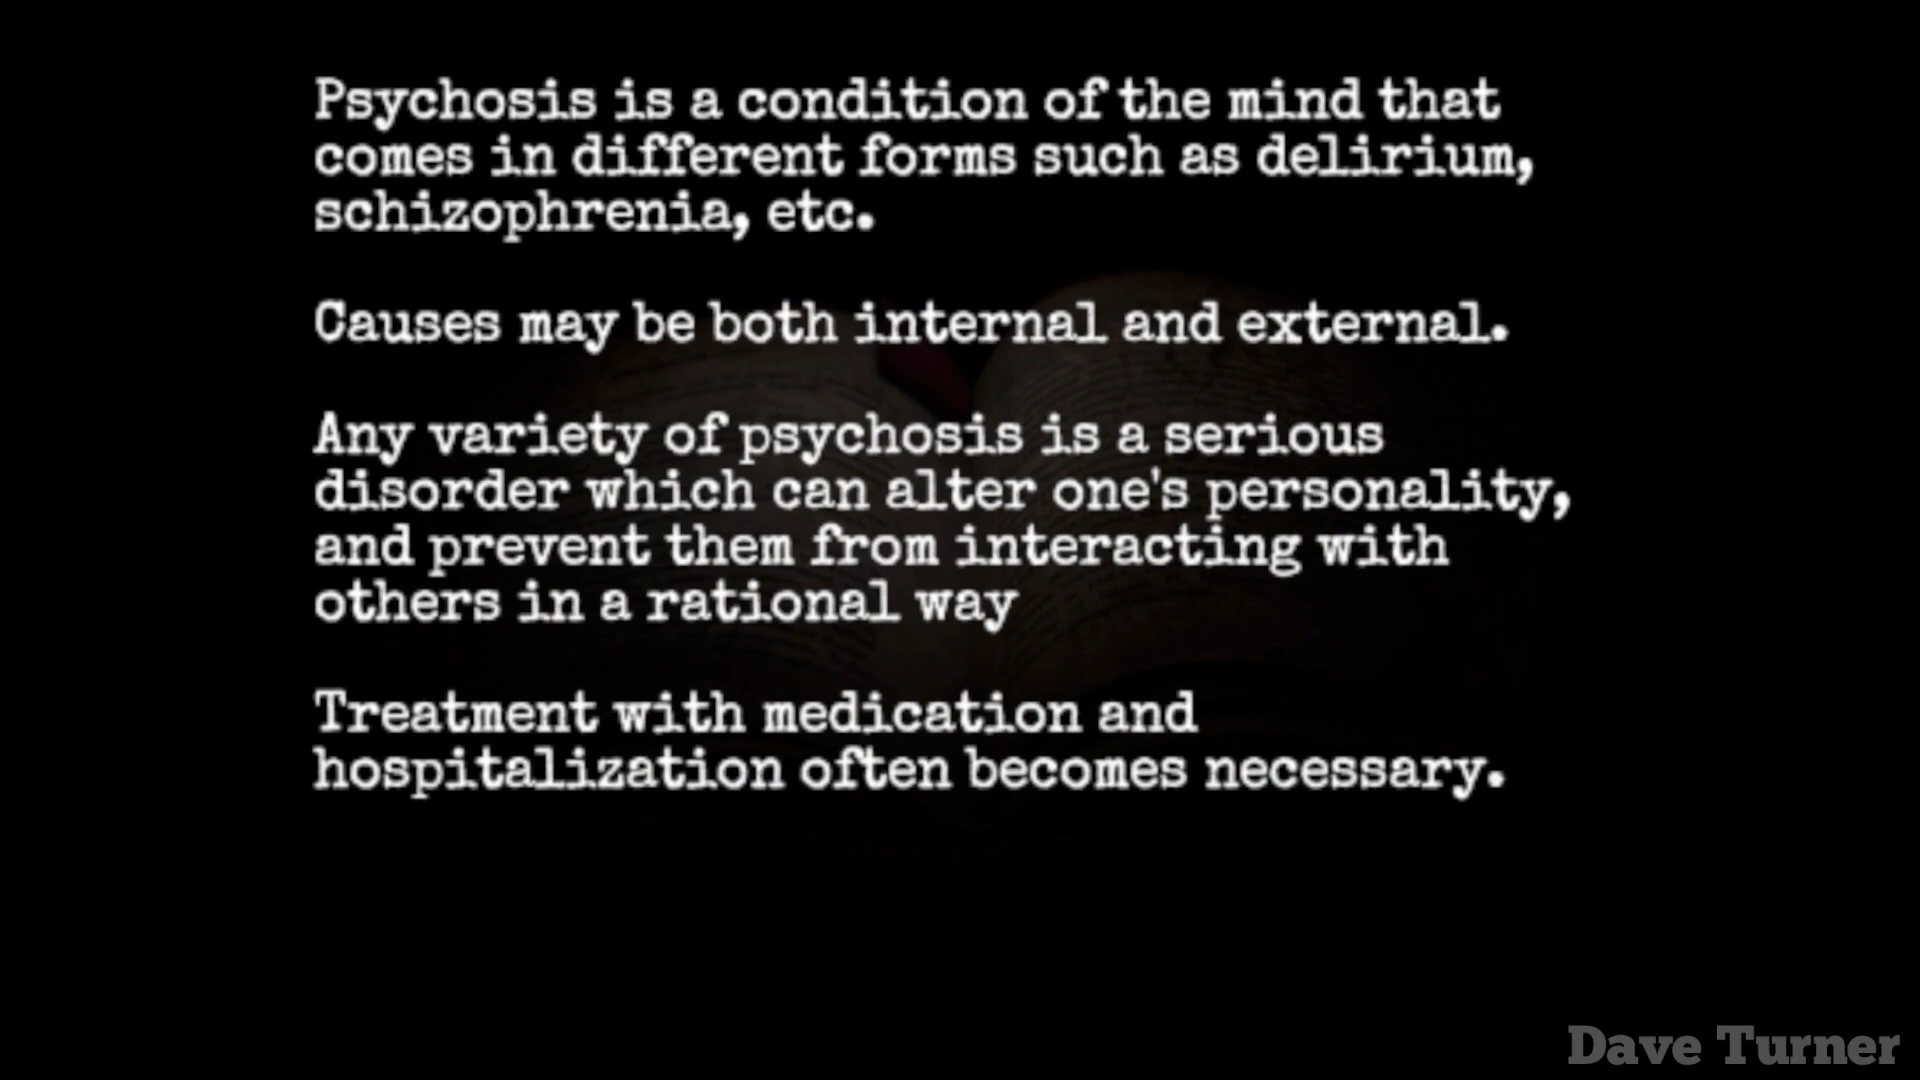 Psychosis is a condition of the mind that
comes in different forms such as delirium,
schizophrenia, etc.
Causes may be both internal and external.
Any variety of psychosis is a serious
disorder which can alter one's personality,
and prevent them from interacting with
others in a rational way
Treatment with medication and
hospitalization often becomes necessary.
Dave Turner